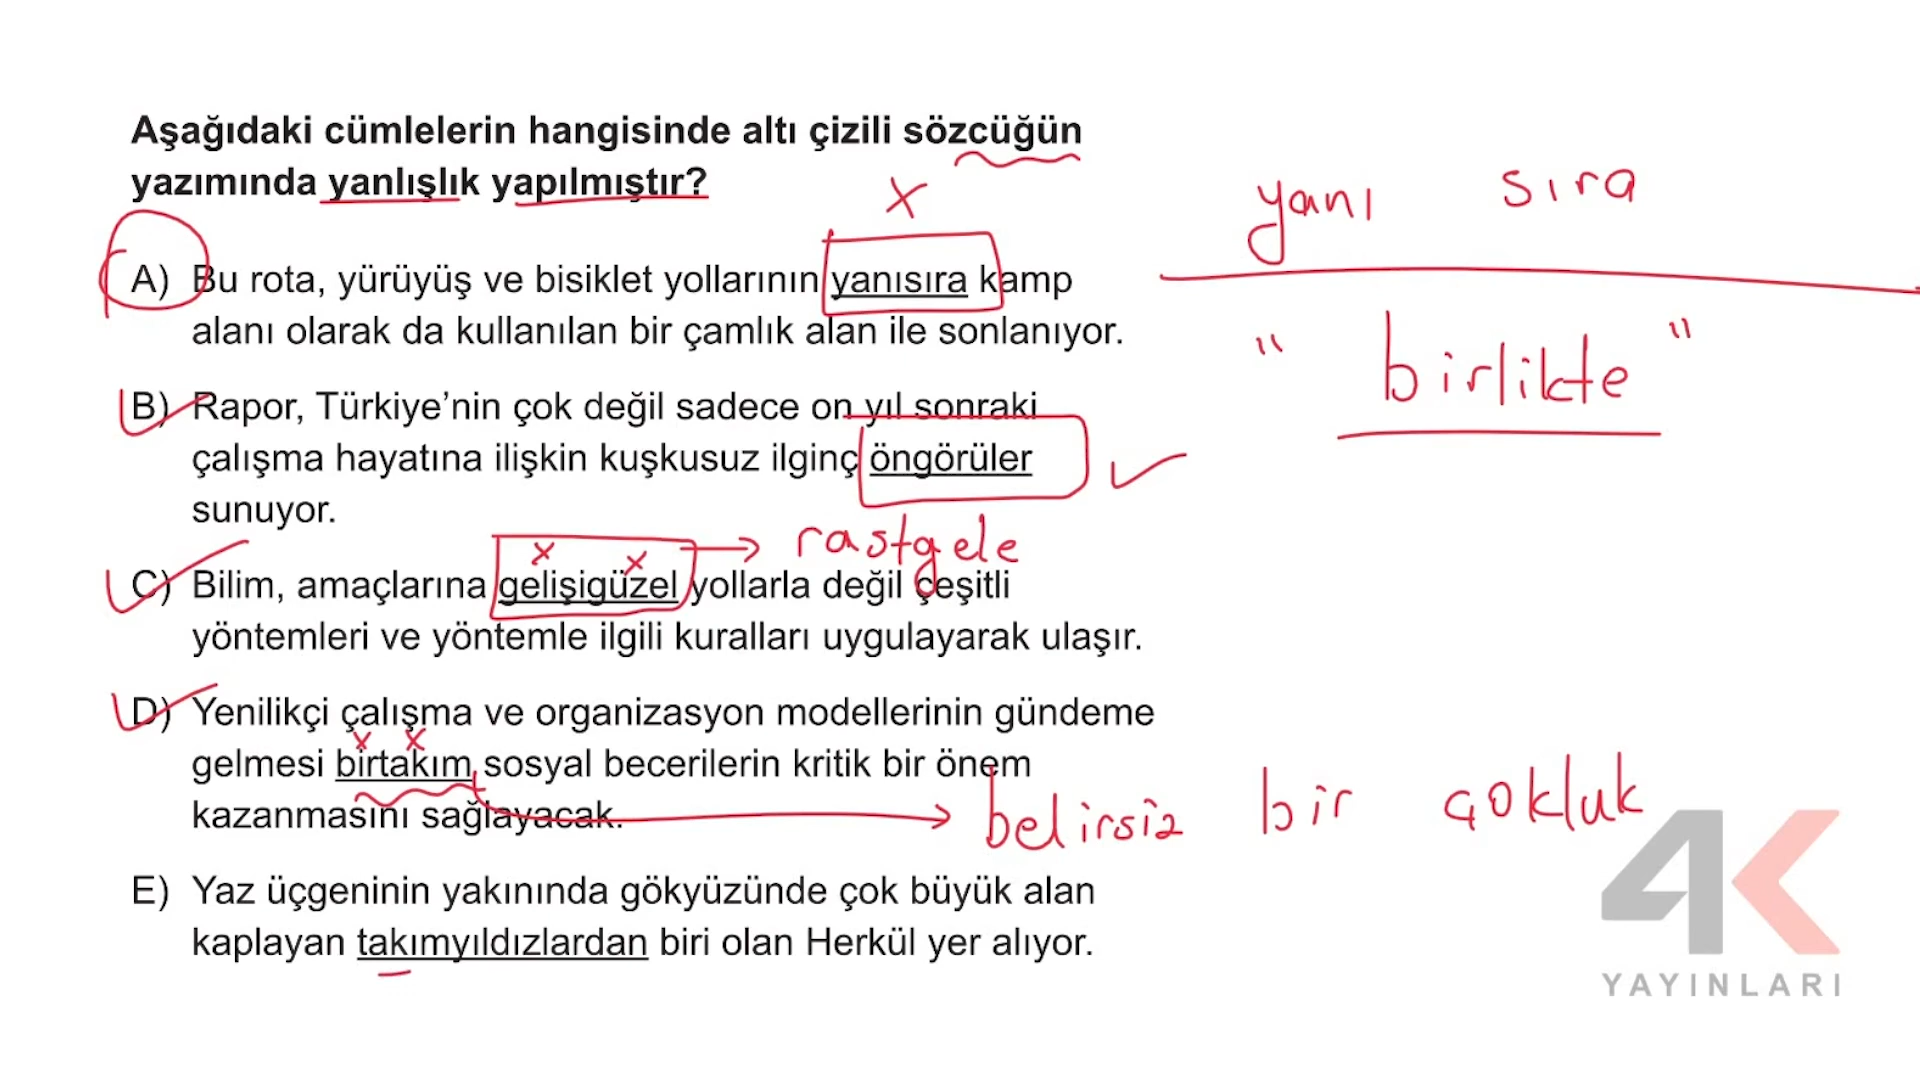 Aşağıdaki cümlelerin hangisinde altı çizili sözcüğün
yazımında yanlışlık yapılmıştır?
A) Bu rota, yürüyüş ve bisiklet yollarının yanısıra kamp
alanı olarak da kullanılan bir çamlık alan ile sonlanıyor.
B) Rapor, Türkiye’nin çok değil sadece on yıl sonraki
çalışma hayatına ilişkin kuşkusuz ilginç öngörüler
sunuyor.
C) Bilim, amaçlarına gelişigüzel yollarla değil çeşitli
yöntemleri ve yöntemle ilgili kuralları uygulayarak ulaşır.
D) Yenilikçi çalışma ve organizasyon modellerinin gündeme
gelmesi birtakım sosyal becerilerin kritik bir önem
kazanmasını sağlayacak.
E) Yaz üçgeninin yakınında gökyüzünde çok büyük alan
kaplayan takımyıldızlardan biri olan Herkül yer alıyor.
yanı sıra
"birlikte"
rastgele
belirsiz bir çokluk
4K
YAYINLARI